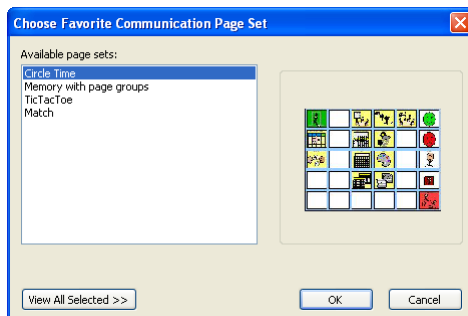 Choose Favorite Communication Page Set
Available page sets:
Circle Time
Memory with page groups
TicTacToe
Match
View All Selected >>
OK
Cancel